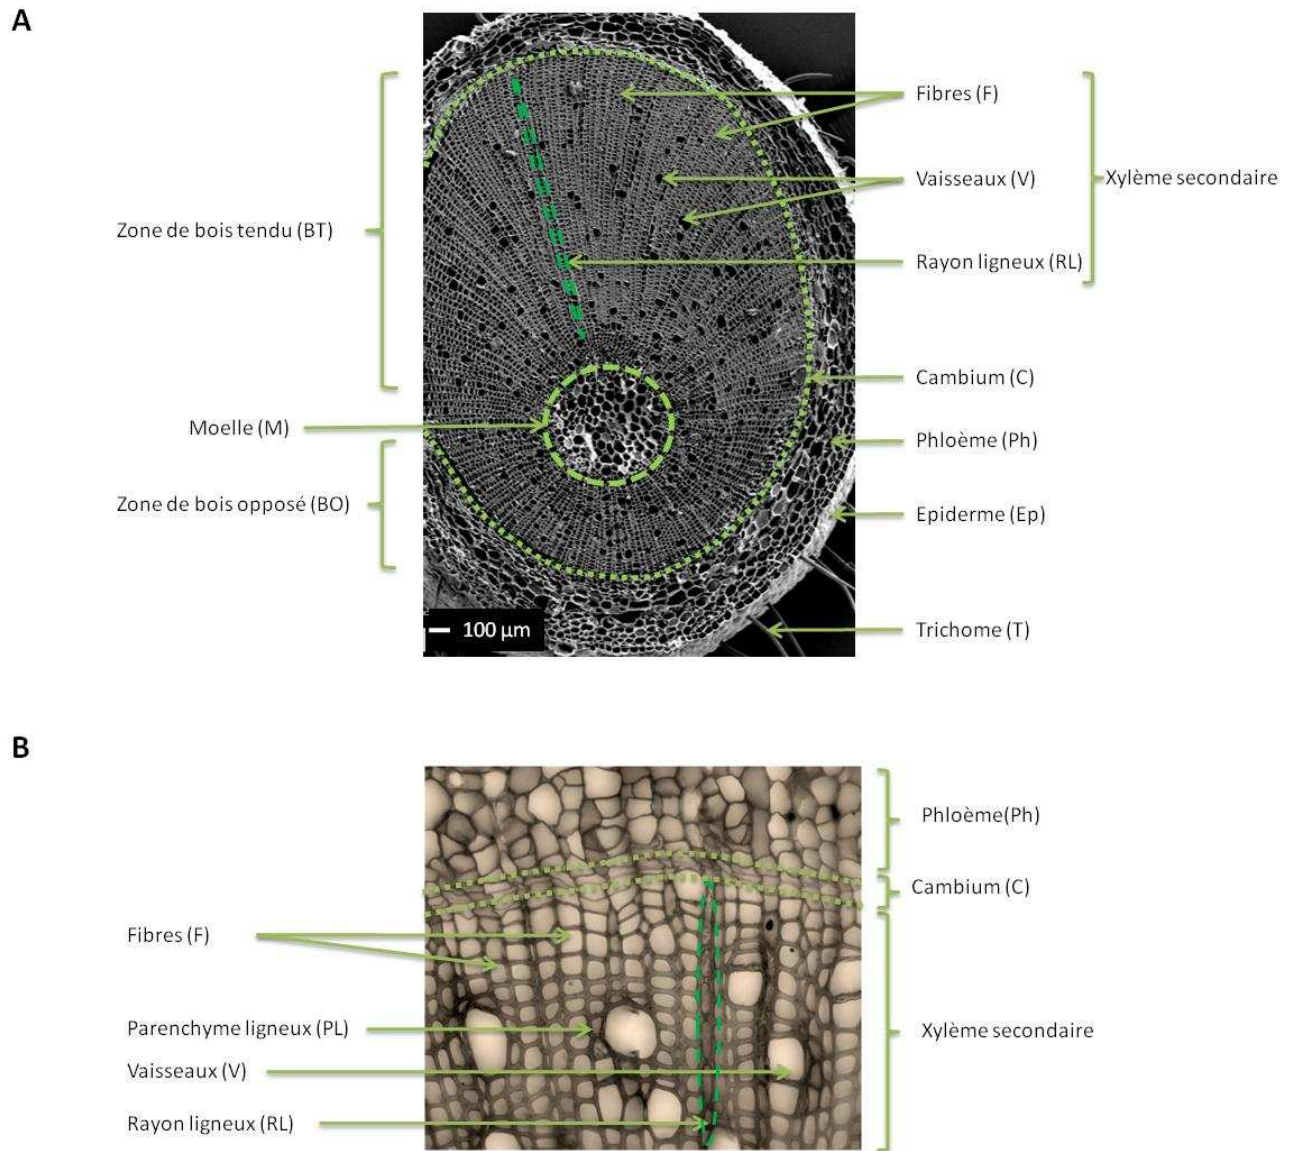 A
Fibres (F)
Vaisseaux (V)
Xylème secondaire
Zone de bois tendu (BT)
Rayon ligneux (RL)
Cambium (C)
Moelle (M)
Phloème (Ph)
Zone de bois opposé (BO)
Epiderme (Ep)
100 µm
Trichome (T)
B
Phloème(Ph)
Cambium (C)
Fibres (F)
Parenchyme ligneux (PL)
Xylème secondaire
Vaisseaux (V)
Rayon ligneux (RL)